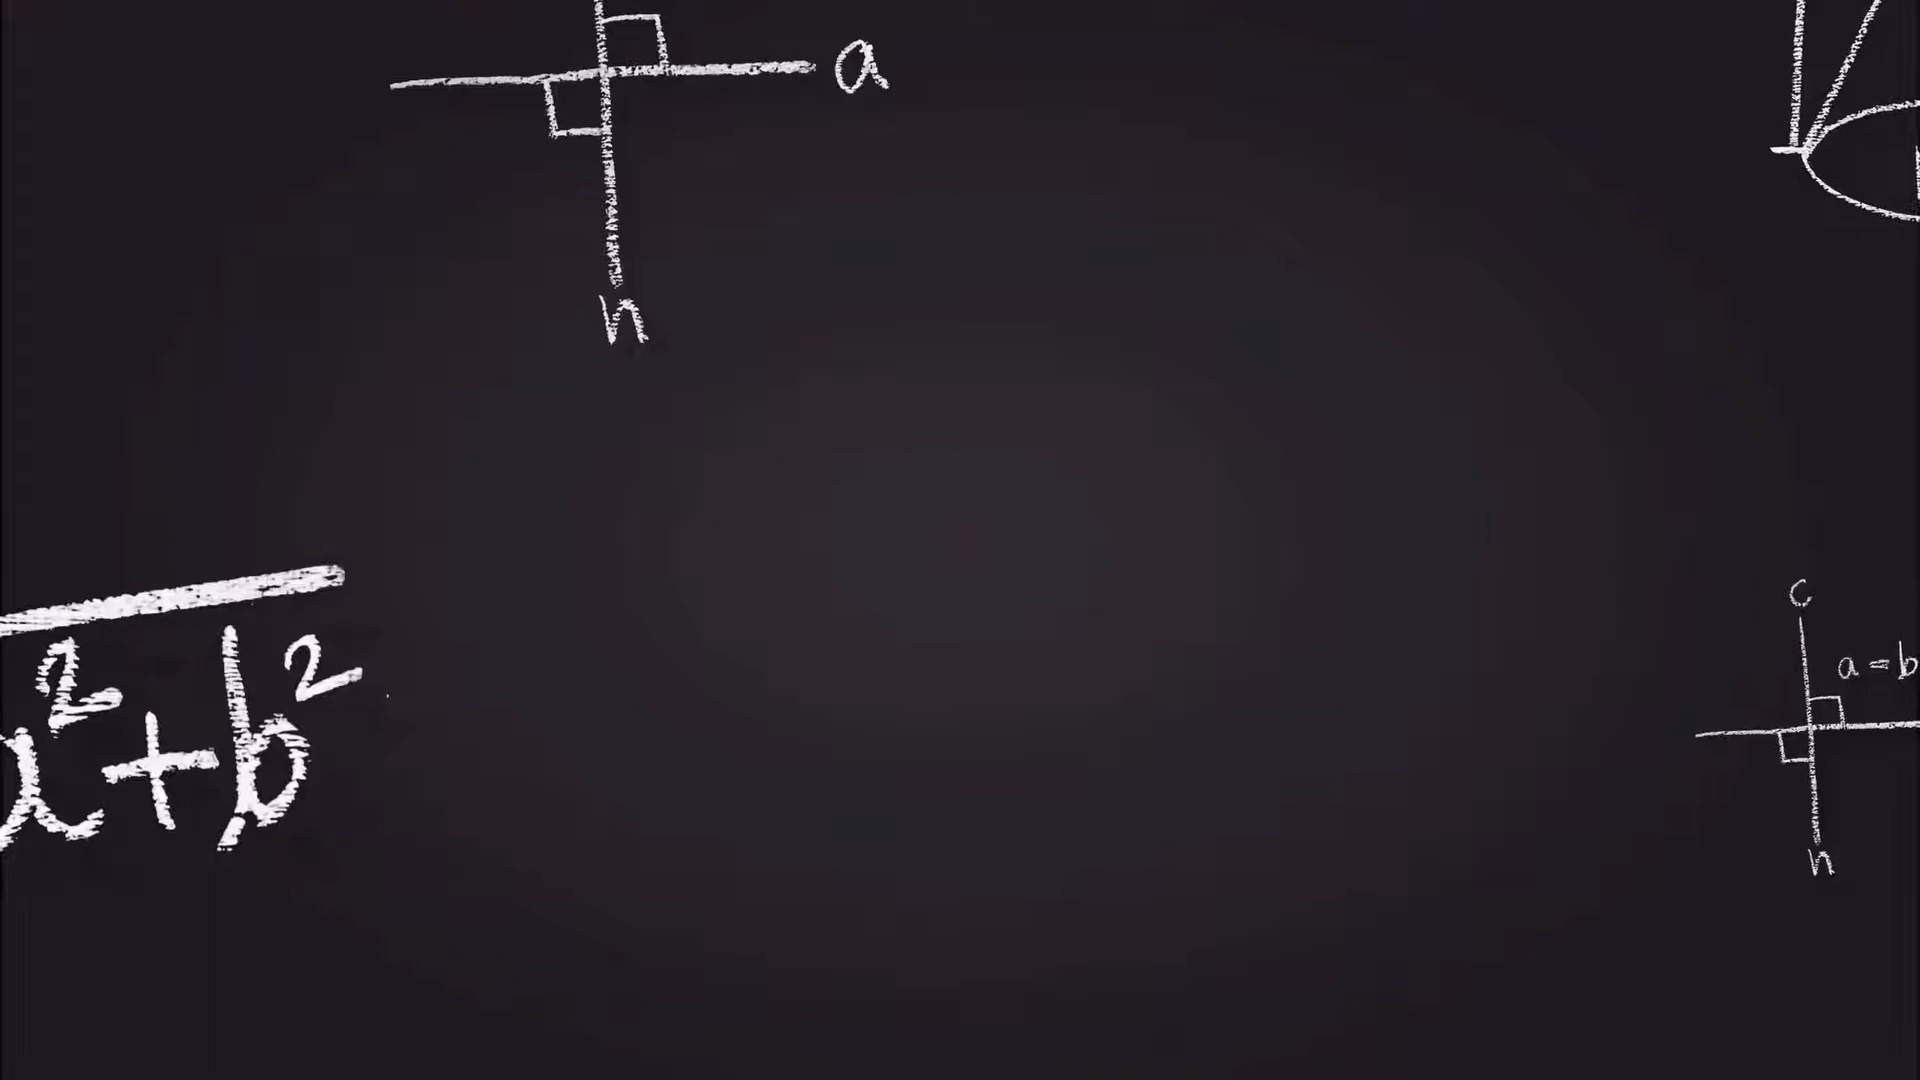 a
n
c
a = b
a² + b²
n